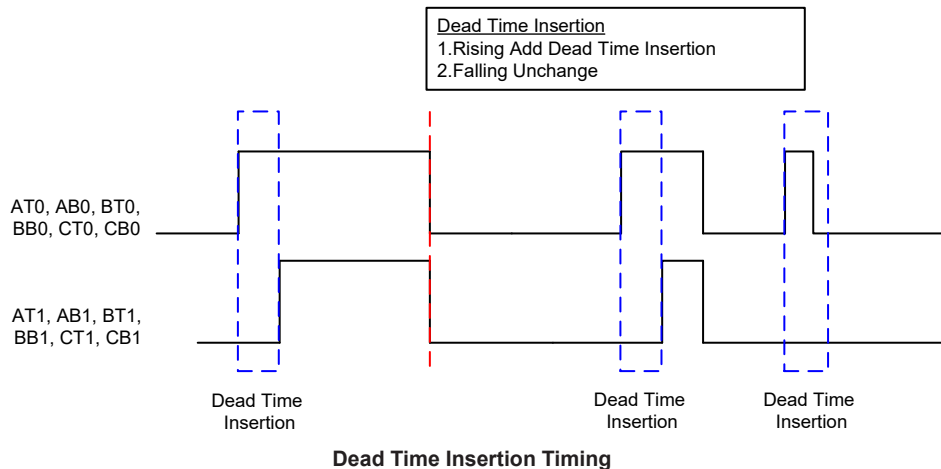 Dead Time Insertion
1.Rising Add Dead Time Insertion
2.Falling Unchange
AT0, AB0, BT0,
BB0, CT0, CB0
AT1, AB1, BT1,
BB1, CT1, CB1
Dead Time
Insertion
Dead Time
Insertion
Dead Time
Insertion
Dead Time Insertion Timing